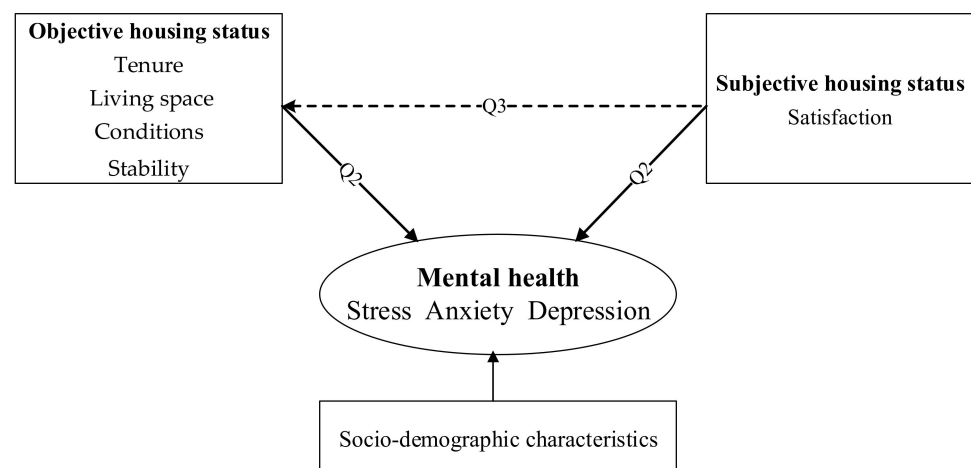 Objective housing status
Tenure
Living space
Conditions
Stability
Q3
Subjective housing status
Satisfaction
Q2
Q2
Mental health
Stress Anxiety Depression
Socio-demographic characteristics